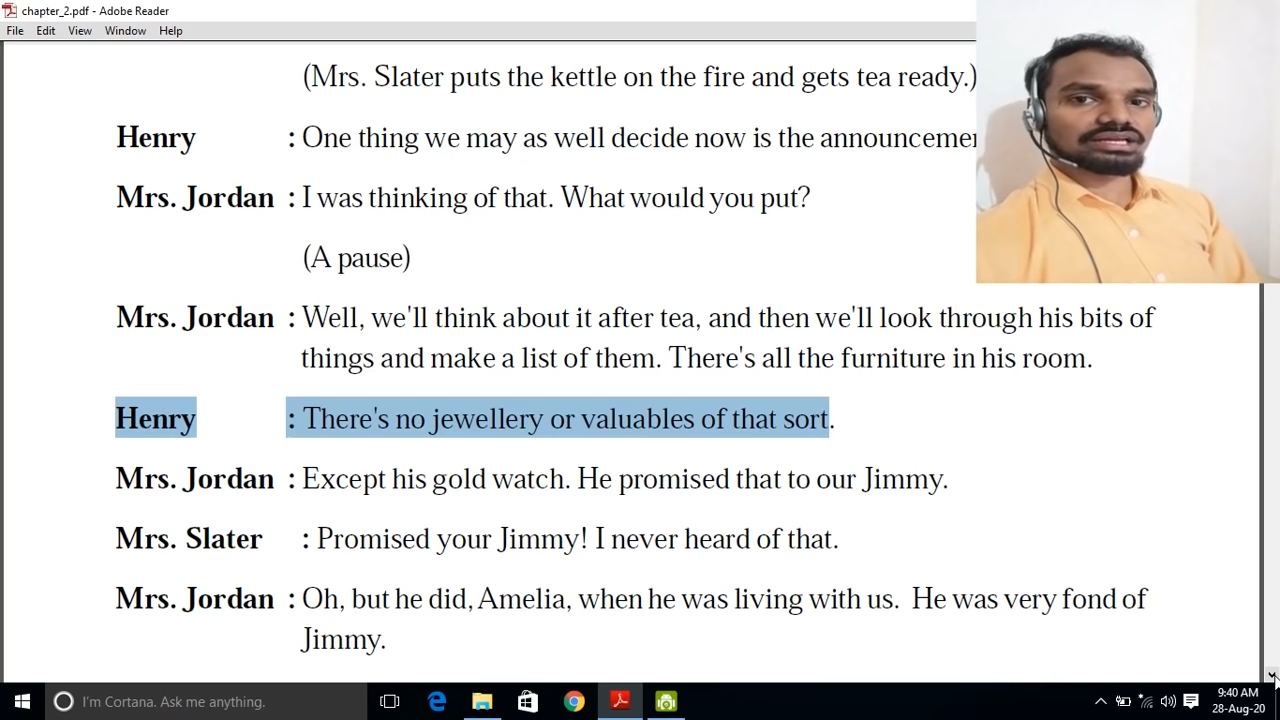 chapter_2.pdf - Adobe Reader
File Edit View Window Help
(Mrs. Slater puts the kettle on the fire and gets tea ready.)
Henry : One thing we may as well decide now is the
Mrs. Jordan : I was thinking of that. What would you put?
(A pause)
Mrs. Jordan : Well, we'll think about it after tea, and then we'll look through his bits of
things and make a list of them. There's all the furniture in his room.
Henry : There's no jewellery or valuables of that sort.
Mrs. Jordan : Except his gold watch. He promised that to our Jimmy.
Mrs. Slater : Promised your Jimmy! I never heard of that.
Mrs. Jordan : Oh, but he did, Amelia, when he was living with us. He was very fond of
Jimmy.
I'm Cortana. Ask me anything.
9:40 AM
28-Aug-20